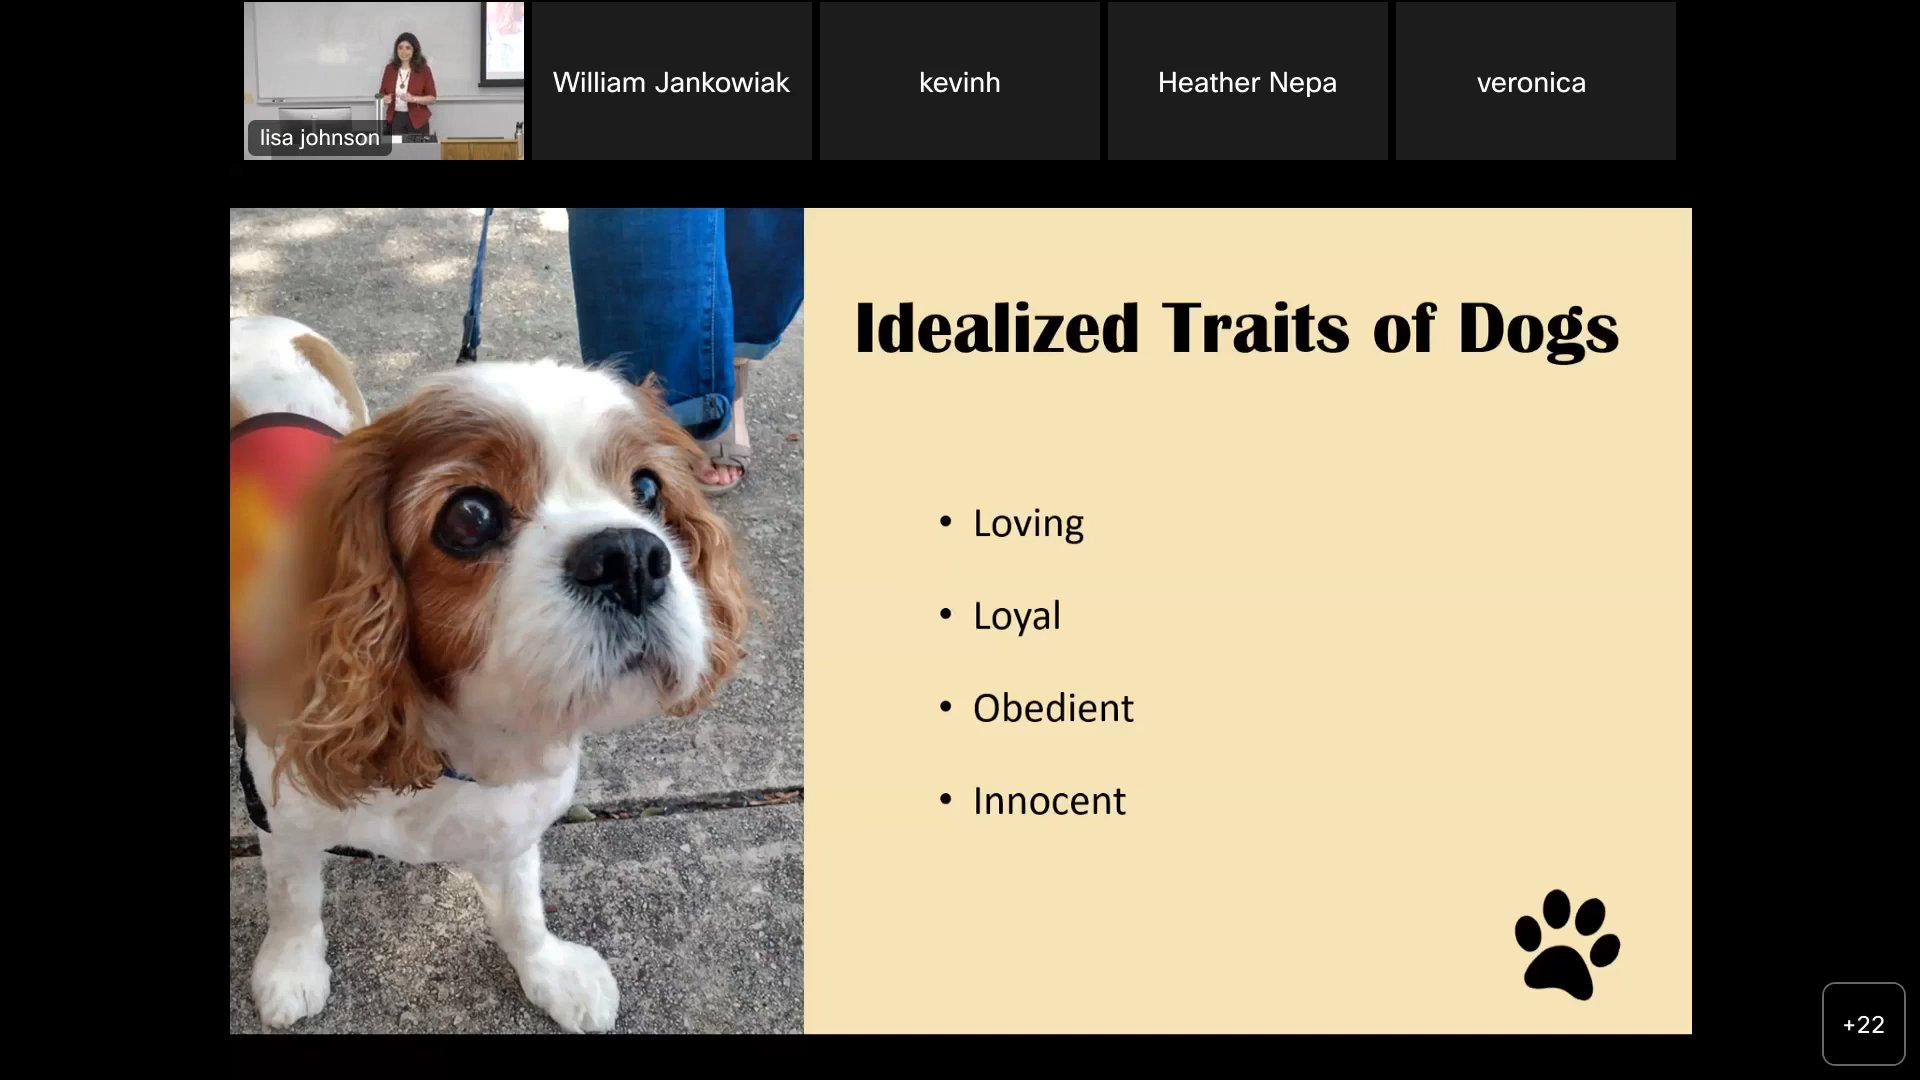 lisa johnson
William Jankowiak
kevinh
Heather Nepa
veronica
Idealized Traits of Dogs
• Loving
• Loyal
• Obedient
• Innocent
+22